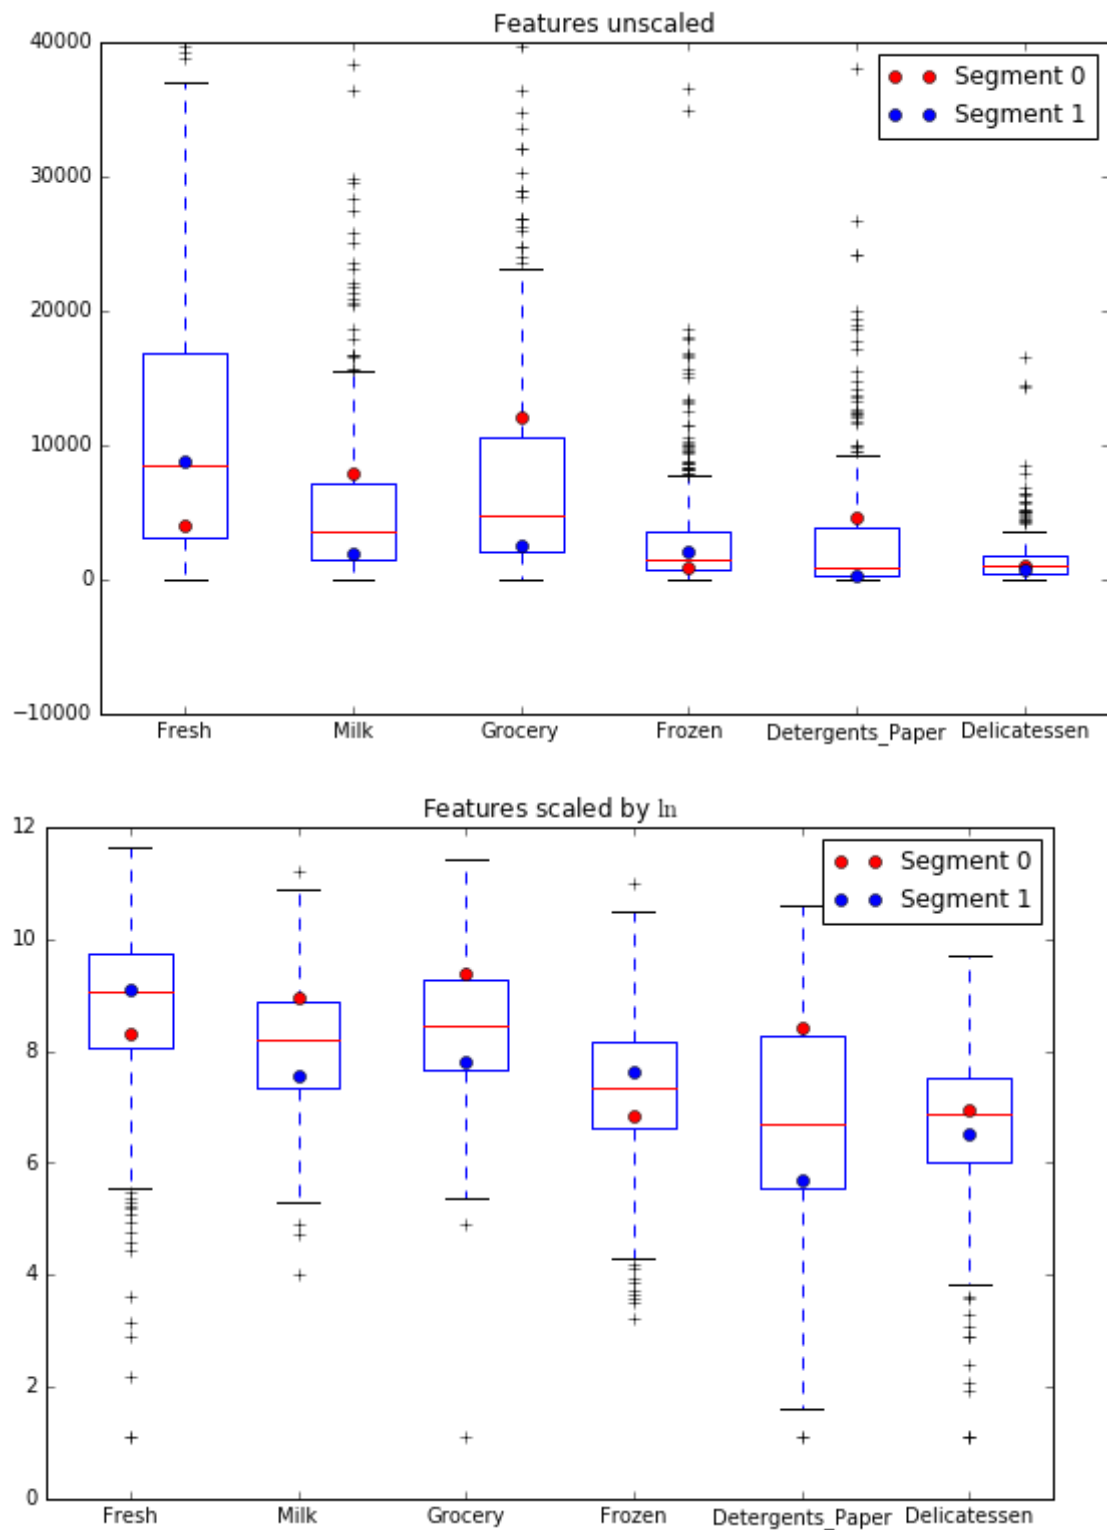 Features unscaled
40000
30000
20000
10000
0
−10000
Segment 0
Segment 1
Fresh Milk Grocery Frozen Detergents_Paper Delicatessen
Features scaled by ln
12
10
8
6
4
2
0
Segment 0
Segment 1
Fresh Milk Grocery Frozen Detergents_Paper Delicatessen